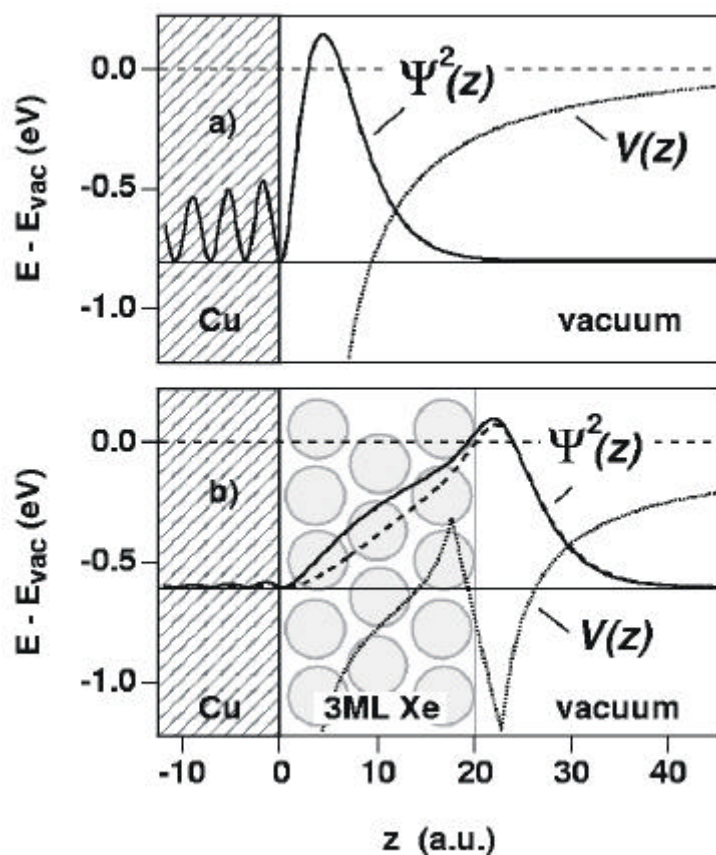 E - E_vac (eV)
0.0
-0.5
-1.0
a)
Ψ²(z)
V(z)
Cu
vacuum
E - E_vac (eV)
0.0
-0.5
-1.0
b)
Ψ²(z)
V(z)
Cu
3ML Xe
vacuum
-10 0 10 20 30 40
z (a.u.)